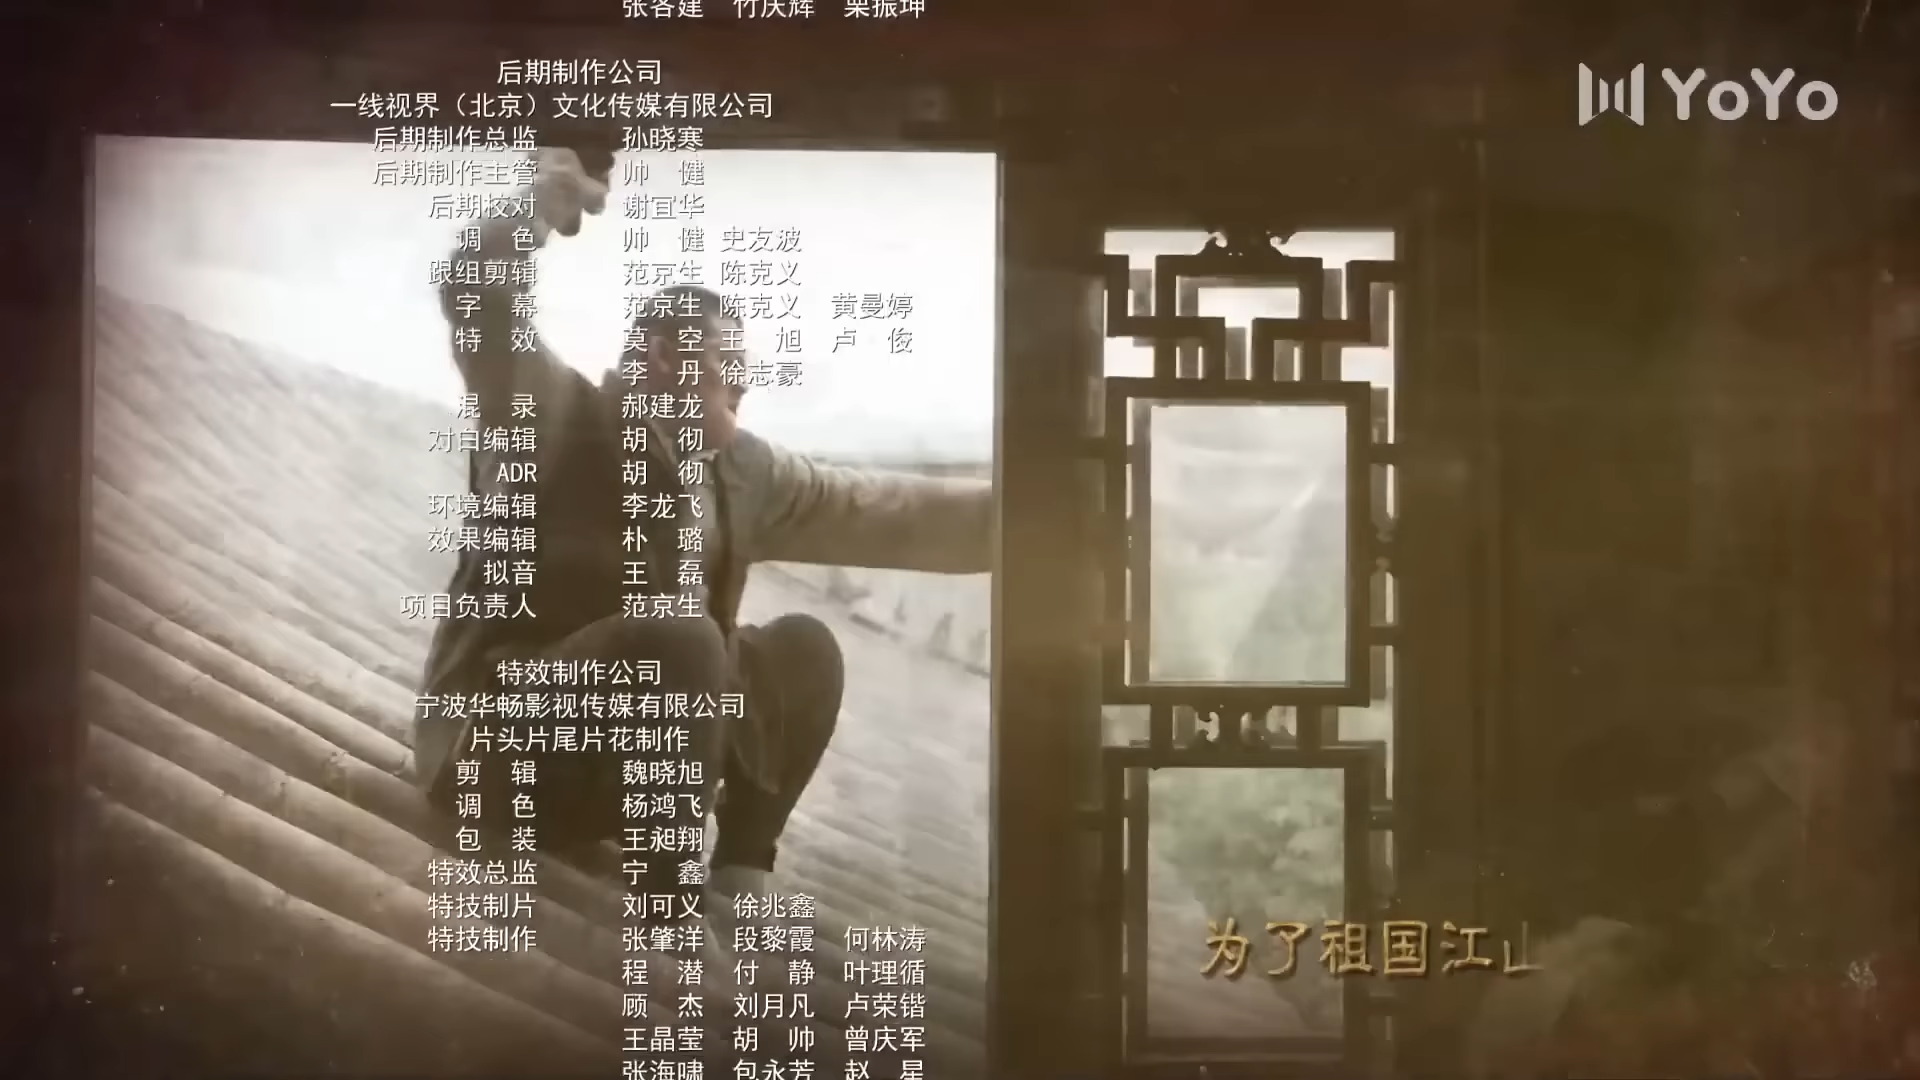 后期制作公司
一线视界（北京）文化传媒有限公司
后期制作总监 孙晓寒
后期制作主管 帅 健
后期校对 谢宜华
调 色 帅 健 史友波
跟组剪辑 范京生 陈克义
字 幕 范京生 陈克义 黄曼婷
特 效 莫 空 王 旭 卢 俊
李 丹 徐志豪
混 录 郝建龙
对白编辑 胡 彻
ADR 胡 彻
环境编辑 李龙飞
效果编辑 朴 璐
拟音 王 磊
项目负责人 范京生
特效制作公司
宁波华畅影视传媒有限公司
片头片尾片花制作
剪 辑 魏晓旭
调 色 杨鸿飞
包 装 王昶翔
特效总监 宁 鑫
特技制片 刘可义 徐兆鑫
特技制作 张肇洋 段黎霞 何林涛
程 潜 付 静 叶理循
顾 杰 刘月凡 卢荣锴
王晶莹 胡 帅 曾庆军
张海啸 包永芳 赵 星
YoYo
为了祖国江山